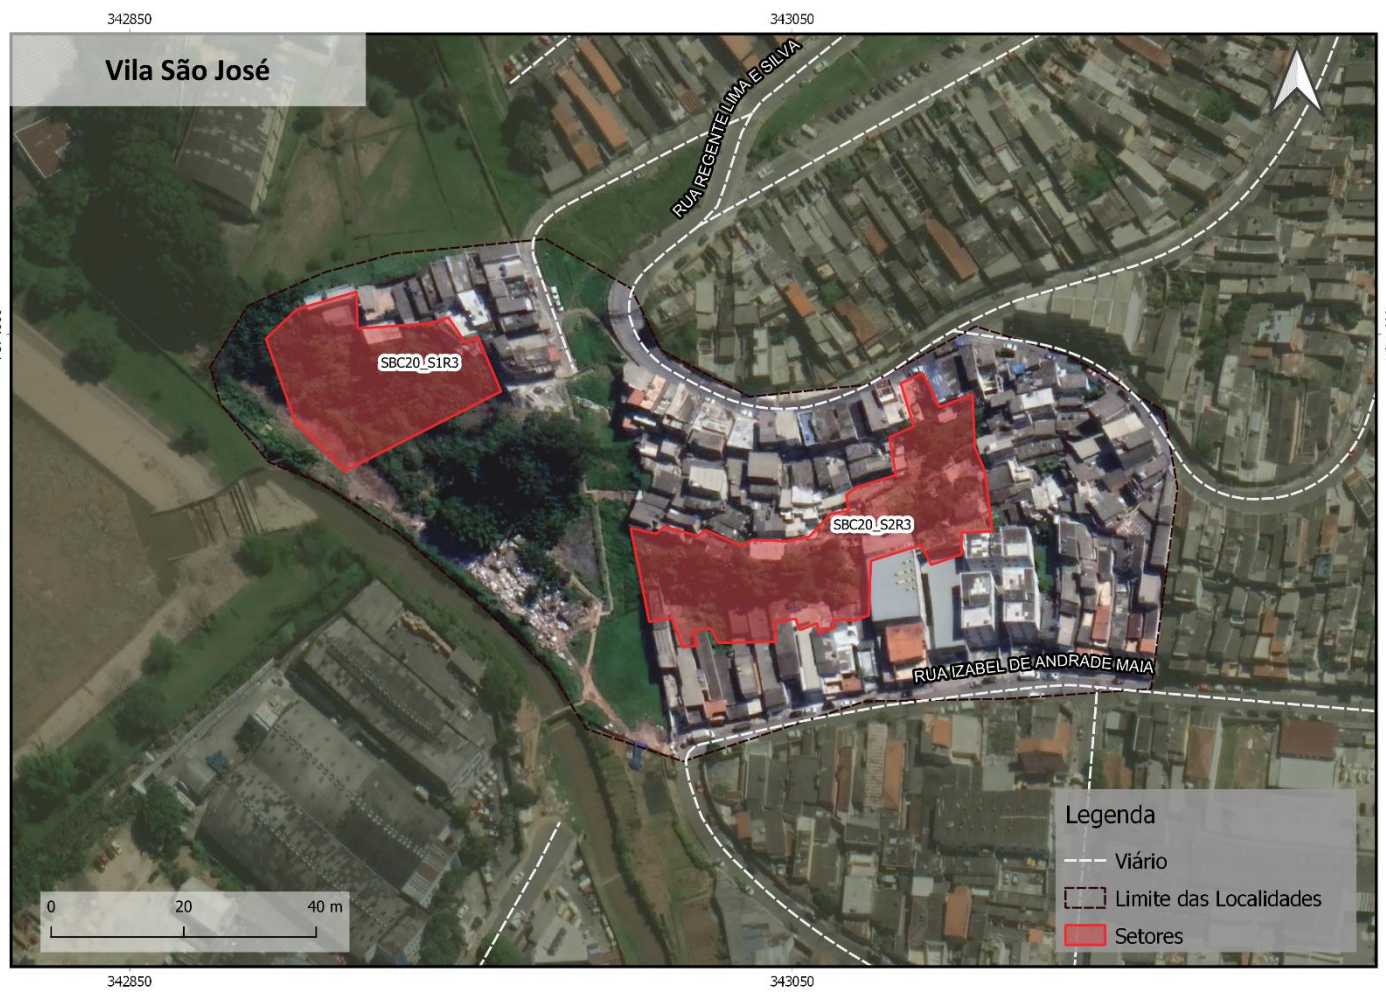 342850
343050
Vila São José
RUA REGENTE LIMA E SILVA
SBC20_S1R3
SBC20_S2R3
RUA IZABEL DE ANDRADE MAIA
Legenda
Viário
Limite das Localidades
Setores
0 20 40 m
342850
343050